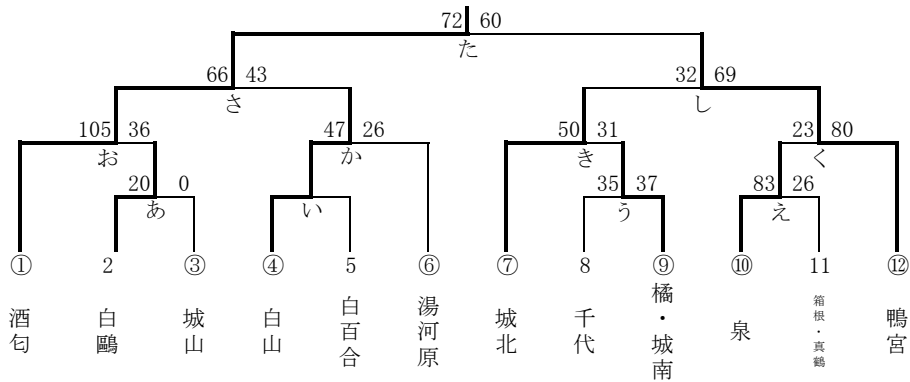 72 60
た
66 43
さ
32 69
し
105 36
お
47 26
か
50 31
き
23 80
く
20 0
あ
い
35 37
う
83 26
え
① 2 ③ ④ 5 ⑥ ⑦ 8 ⑨ ⑩ 11 ⑫
酒匂
白鷗
城山
白山
白百合
湯河原
城北
千代
橘・城南
泉
箱根・真鶴
鴨宮